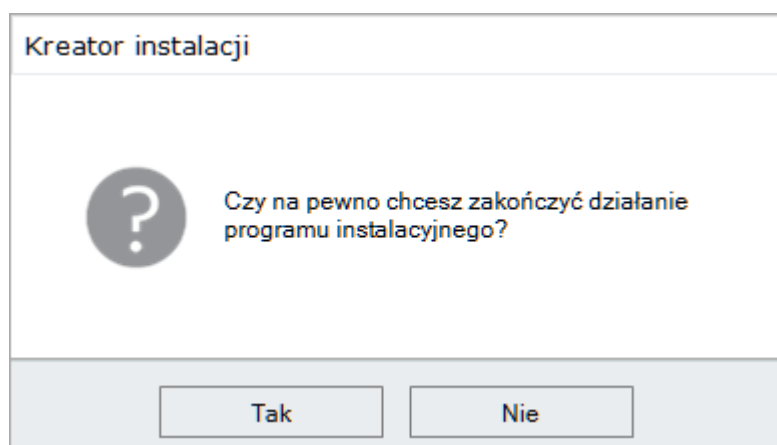 Kreator instalacji
Czy na pewno chcesz zakończyć działanie
programu instalacyjnego?
Tak
Nie